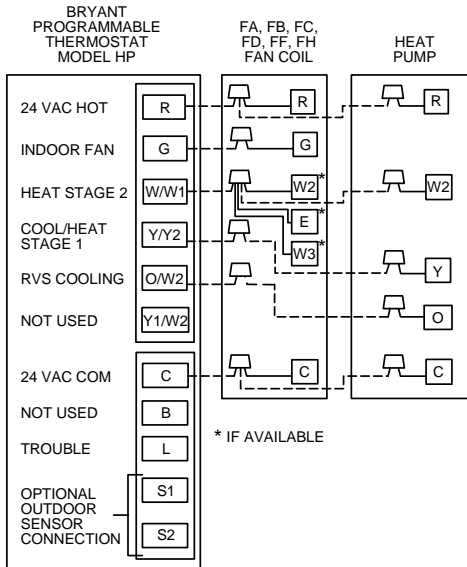 BRYANT
PROGRAMMABLE
THERMOSTAT
MODEL HP
FA, FB, FC,
FD, FF, FH
FAN COIL
HEAT
PUMP
24 VAC HOT
R
R
R
INDOOR FAN
G
G
HEAT STAGE 2
W/W1
W2*
W2
E*
W3*
COOL/HEAT
STAGE 1
Y/Y2
Y
RVS COOLING
O/W2
O
NOT USED
Y1/W2
24 VAC COM
C
C
C
NOT USED
B
TROUBLE
L
* IF AVAILABLE
OPTIONAL
OUTDOOR
SENSOR
CONNECTION
S1
S2